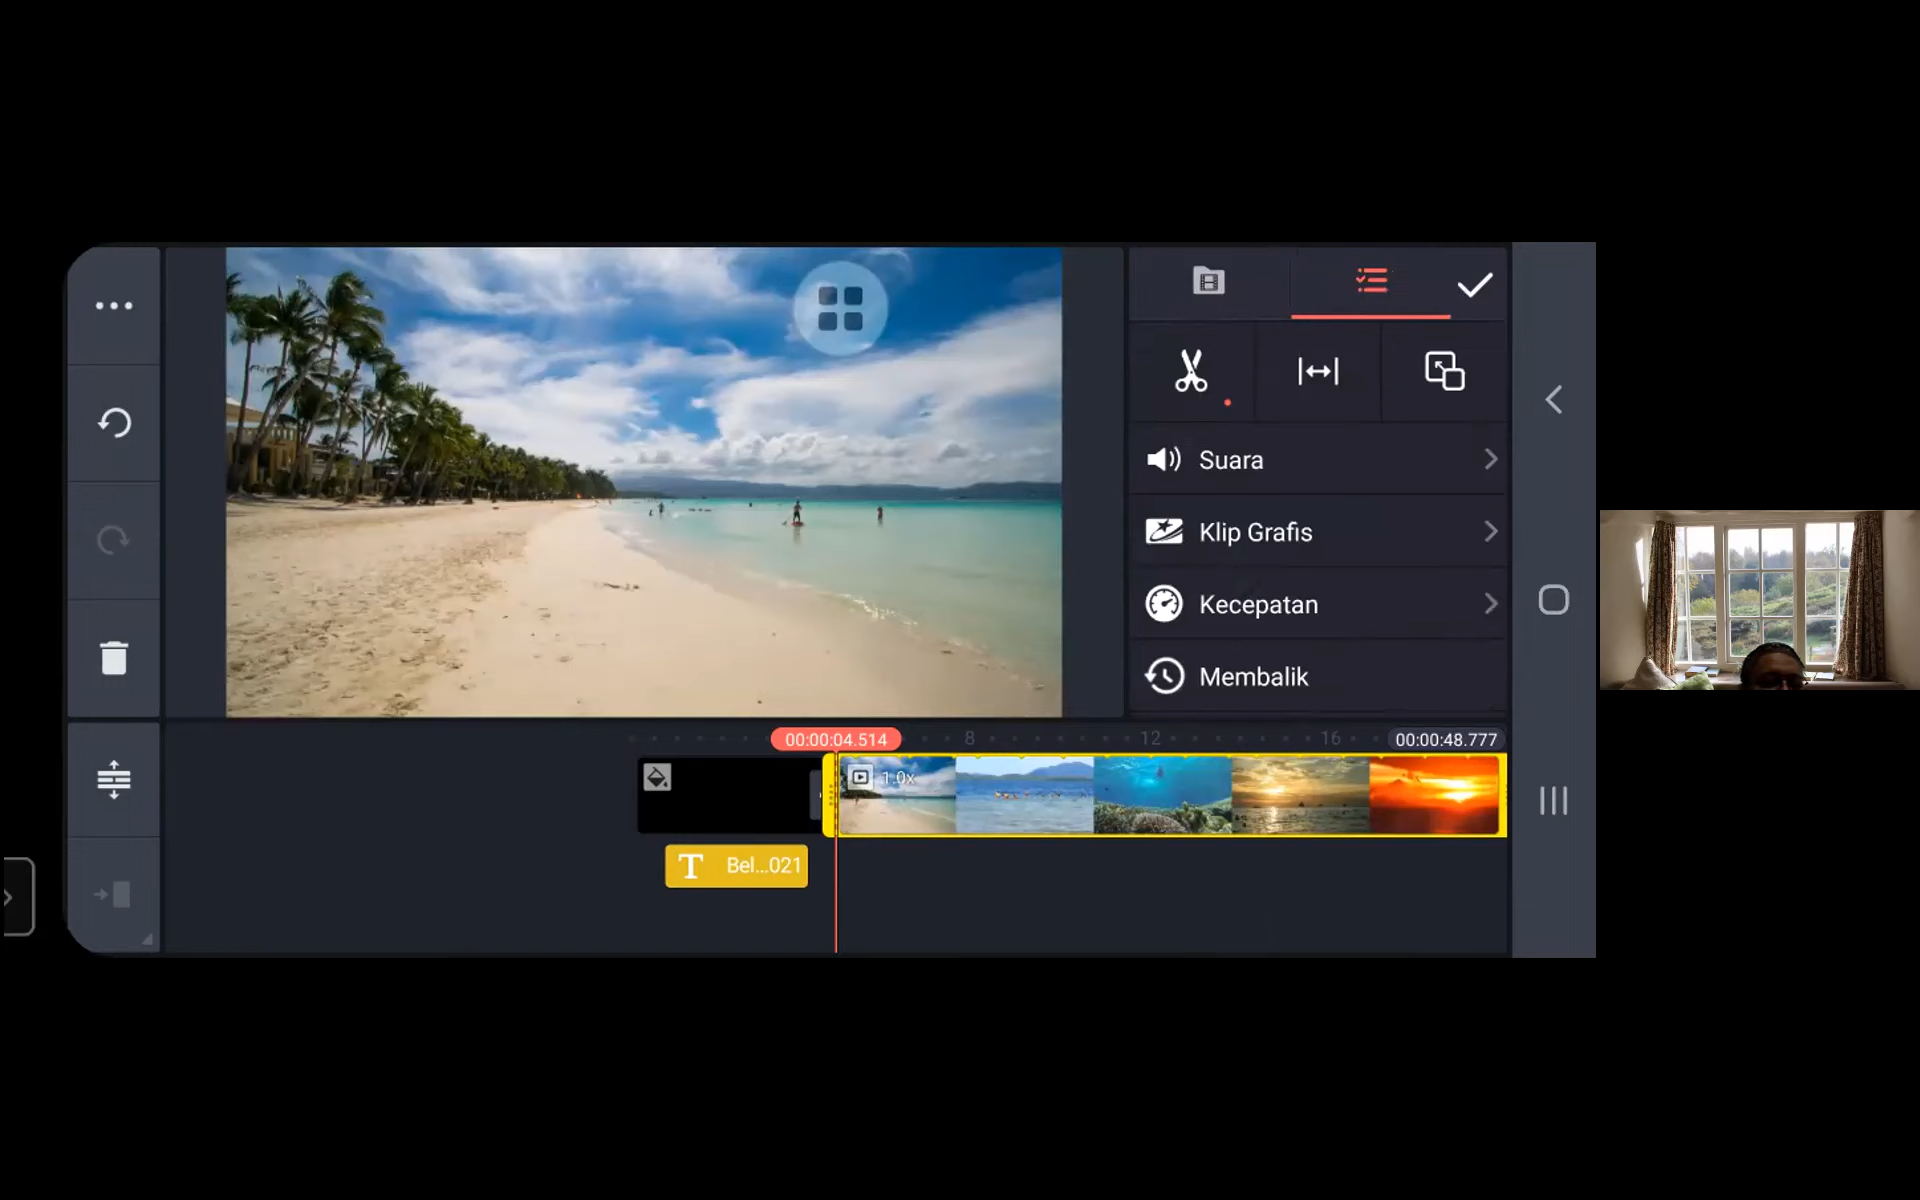 Suara
Klip Grafis
Kecepatan
Membalik
00:00:04.514
8
12
16
00:00:48.777
1.0x
T Bel...021